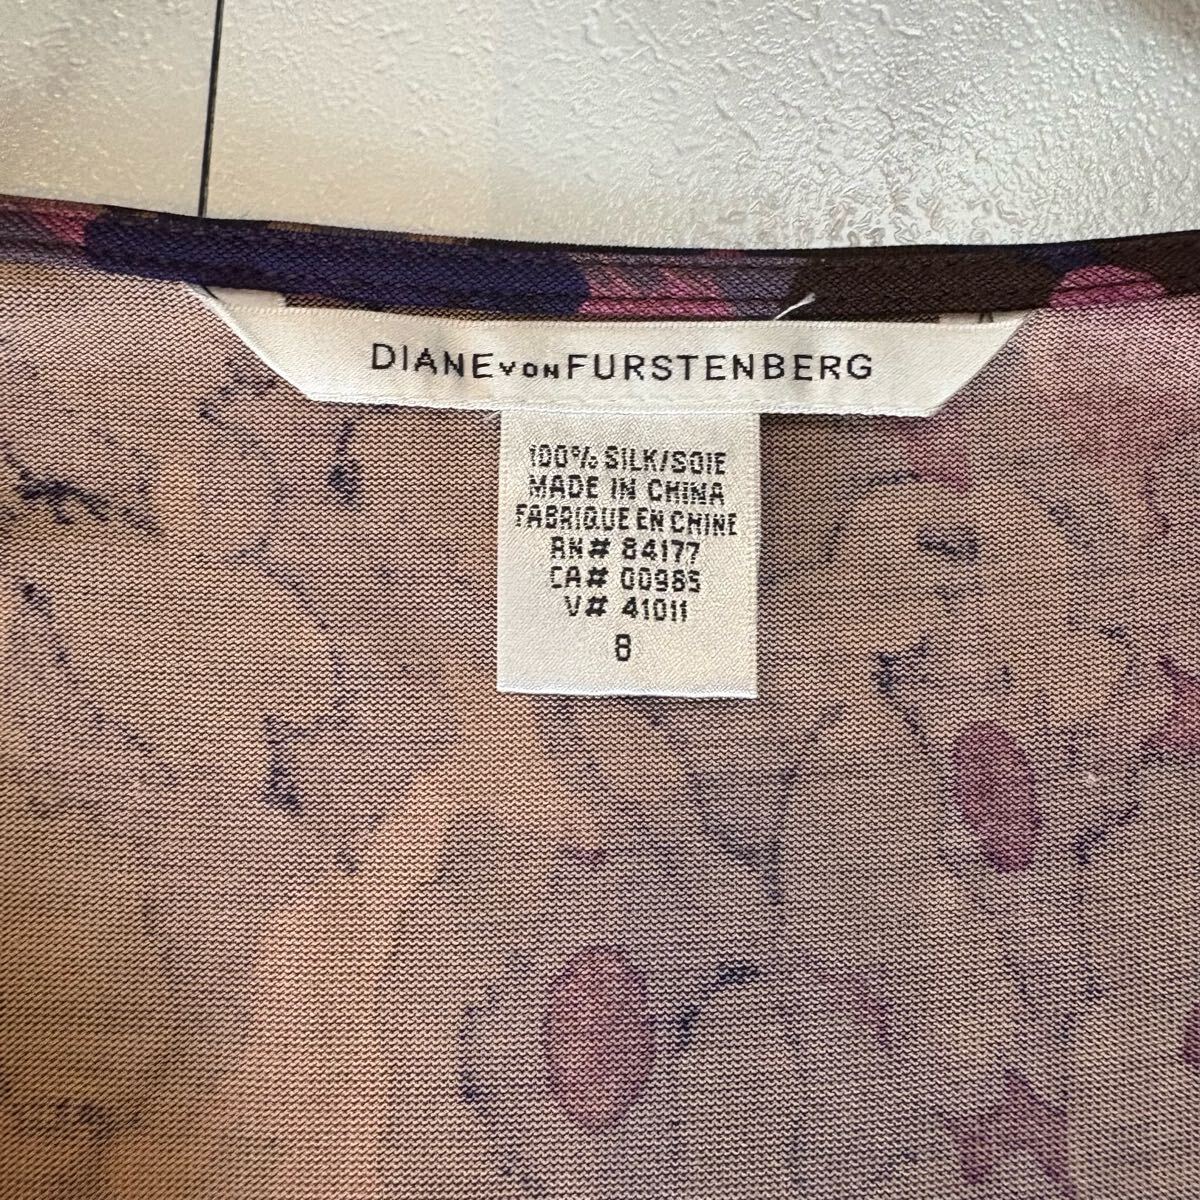 DIANE VON FURSTENBERG
100% SILK/SOIE
MADE IN CHINA
FABRIQUE EN CHINE
RN# 84177
CA# 00985
V# 41011
8